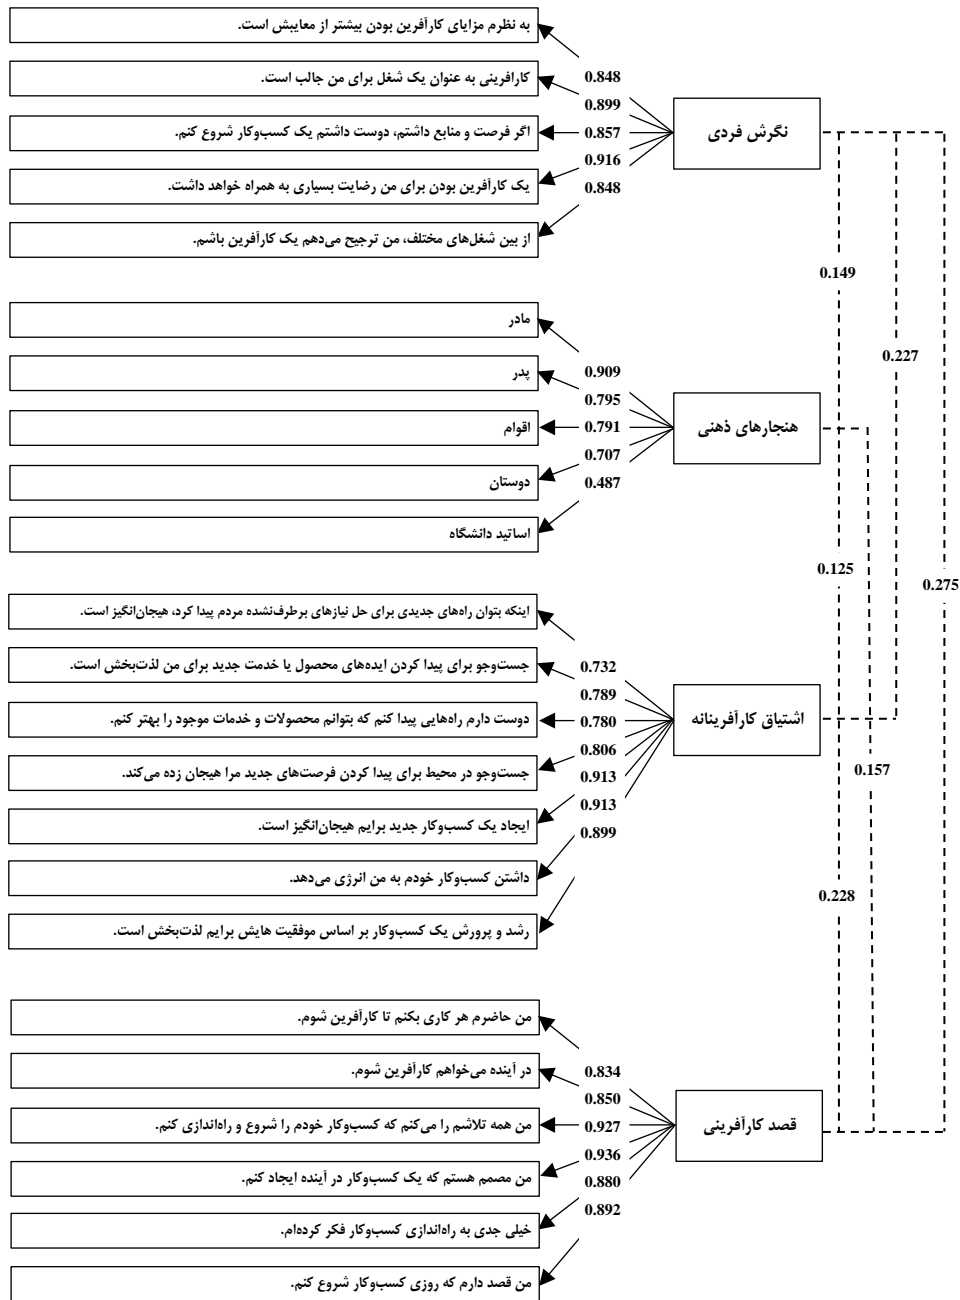 به نظرم مزایای کارآفرین بودن بیشتر از معایبش است.
کارافرینی به عنوان یک شغل برای من جالب است.
اگر فرصت و منابع داشتم، دوست داشتم یک کسب‌وکار شروع کنم.
یک کارآفرین بودن برای من رضایت بسیاری به همراه خواهد داشت.
از بین شغل‌های مختلف، من ترجیح می‌دهم یک کارآفرین باشم.
0.848
0.899
0.857
0.916
0.848
نگرش فردی
0.149
0.227
مادر
پدر
اقوام
دوستان
اساتید دانشگاه
0.909
0.795
0.791
0.707
0.487
هنجارهای ذهنی
0.125
0.275
اینکه بتوان راه‌های جدیدی برای حل نیازهای برطرف‌نشده مردم پیدا کرد، هیجان‌انگیز است.
جست‌وجو برای پیدا کردن ایده‌های محصول یا خدمت جدید برای من لذت‌بخش است.
دوست دارم راه‌هایی پیدا کنم که بتوانم محصولات و خدمات موجود را بهتر کنم.
جست‌وجو در محیط برای پیدا کردن فرصت‌های جدید مرا هیجان زده می‌کند.
ایجاد یک کسب‌وکار جدید برایم هیجان‌انگیز است.
داشتن کسب‌وکار خودم به من انرژی می‌دهد.
رشد و پرورش یک کسب‌وکار بر اساس موفقیت هایش برایم لذت‌بخش است.
0.732
0.789
0.780
0.806
0.913
0.913
0.899
اشتیاق کارآفرینانه
0.157
0.228
من حاضرم هر کاری بکنم تا کارآفرین شوم.
در آینده می‌خواهم کارآفرین شوم.
من همه تلاشم را می‌کنم که کسب‌وکار خودم را شروع و راه‌اندازی کنم.
من مصمم هستم که یک کسب‌وکار در آینده ایجاد کنم.
خیلی جدی به راه‌اندازی کسب‌وکار فکر کرده‌ام.
من قصد دارم که روزی کسب‌وکار شروع کنم.
0.834
0.850
0.927
0.936
0.880
0.892
قصد کارآفرینی